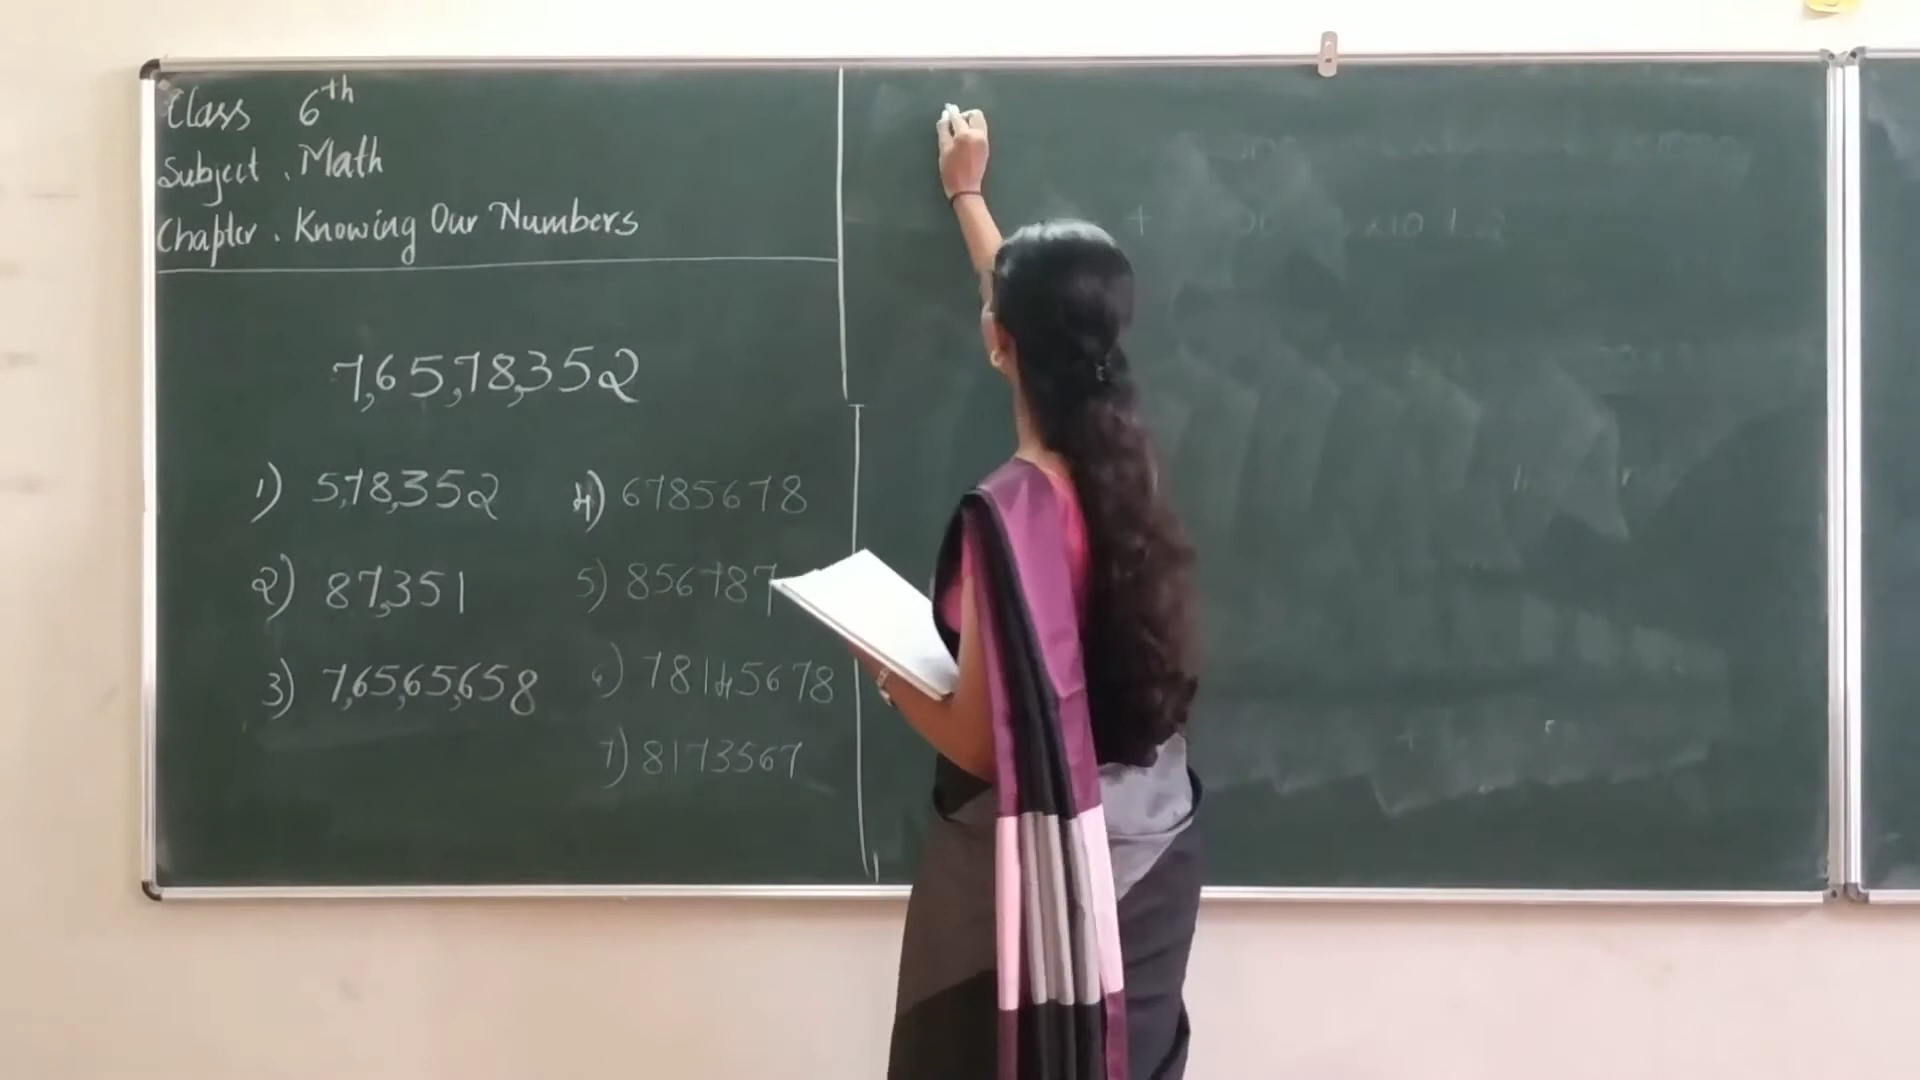 Class 6th
Subject . Math
Chapter . Knowing Our Numbers
7,65,78,352
1) 5,78,352
2) 87,351
3) 7,65,65,658
4) 6785678
5) 856787
6) 78145678
7) 8173567